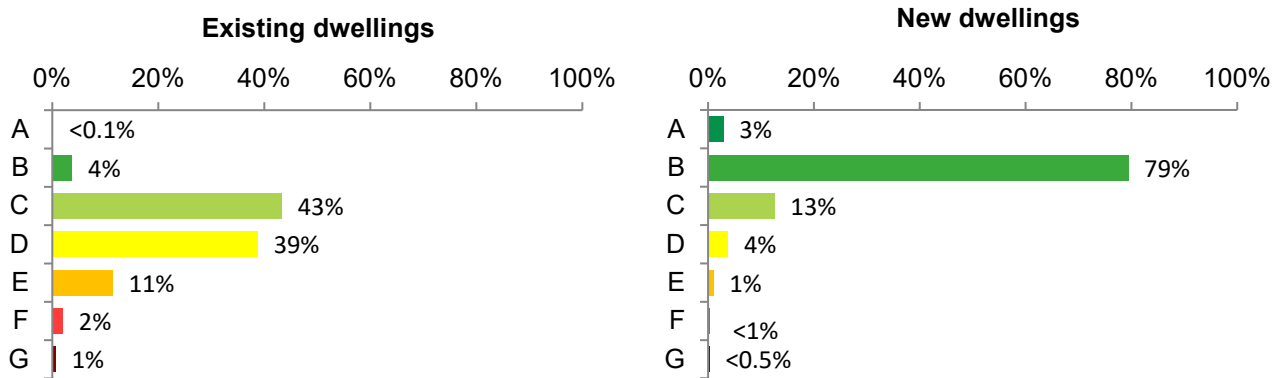 Existing dwellings
0% 20% 40% 60% 80% 100%
A <0.1%
B 4%
C 43%
D 39%
E 11%
F 2%
G 1%
New dwellings
0% 20% 40% 60% 80% 100%
A 3%
B 79%
C 13%
D 4%
E 1%
F <1%
G <0.5%